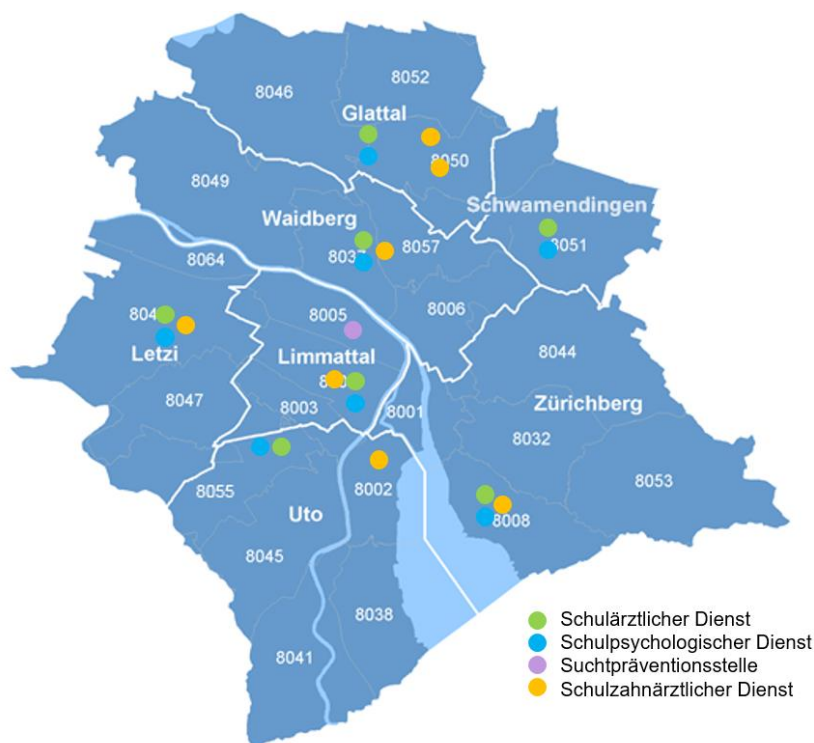 8052
8046
Glattal
8050
8049
Schwamendingen
Waidberg
8057
8051
8037
8064
8005
8006
Limmattal
8044
Letzi
8047
8003
8001
Zürichberg
8032
8055
8002
8053
Uto
8008
8045
8038
8041
Schulärztlicher Dienst
Schulpsychologischer Dienst
Suchtpräventionsstelle
Schulzahnärztlicher Dienst